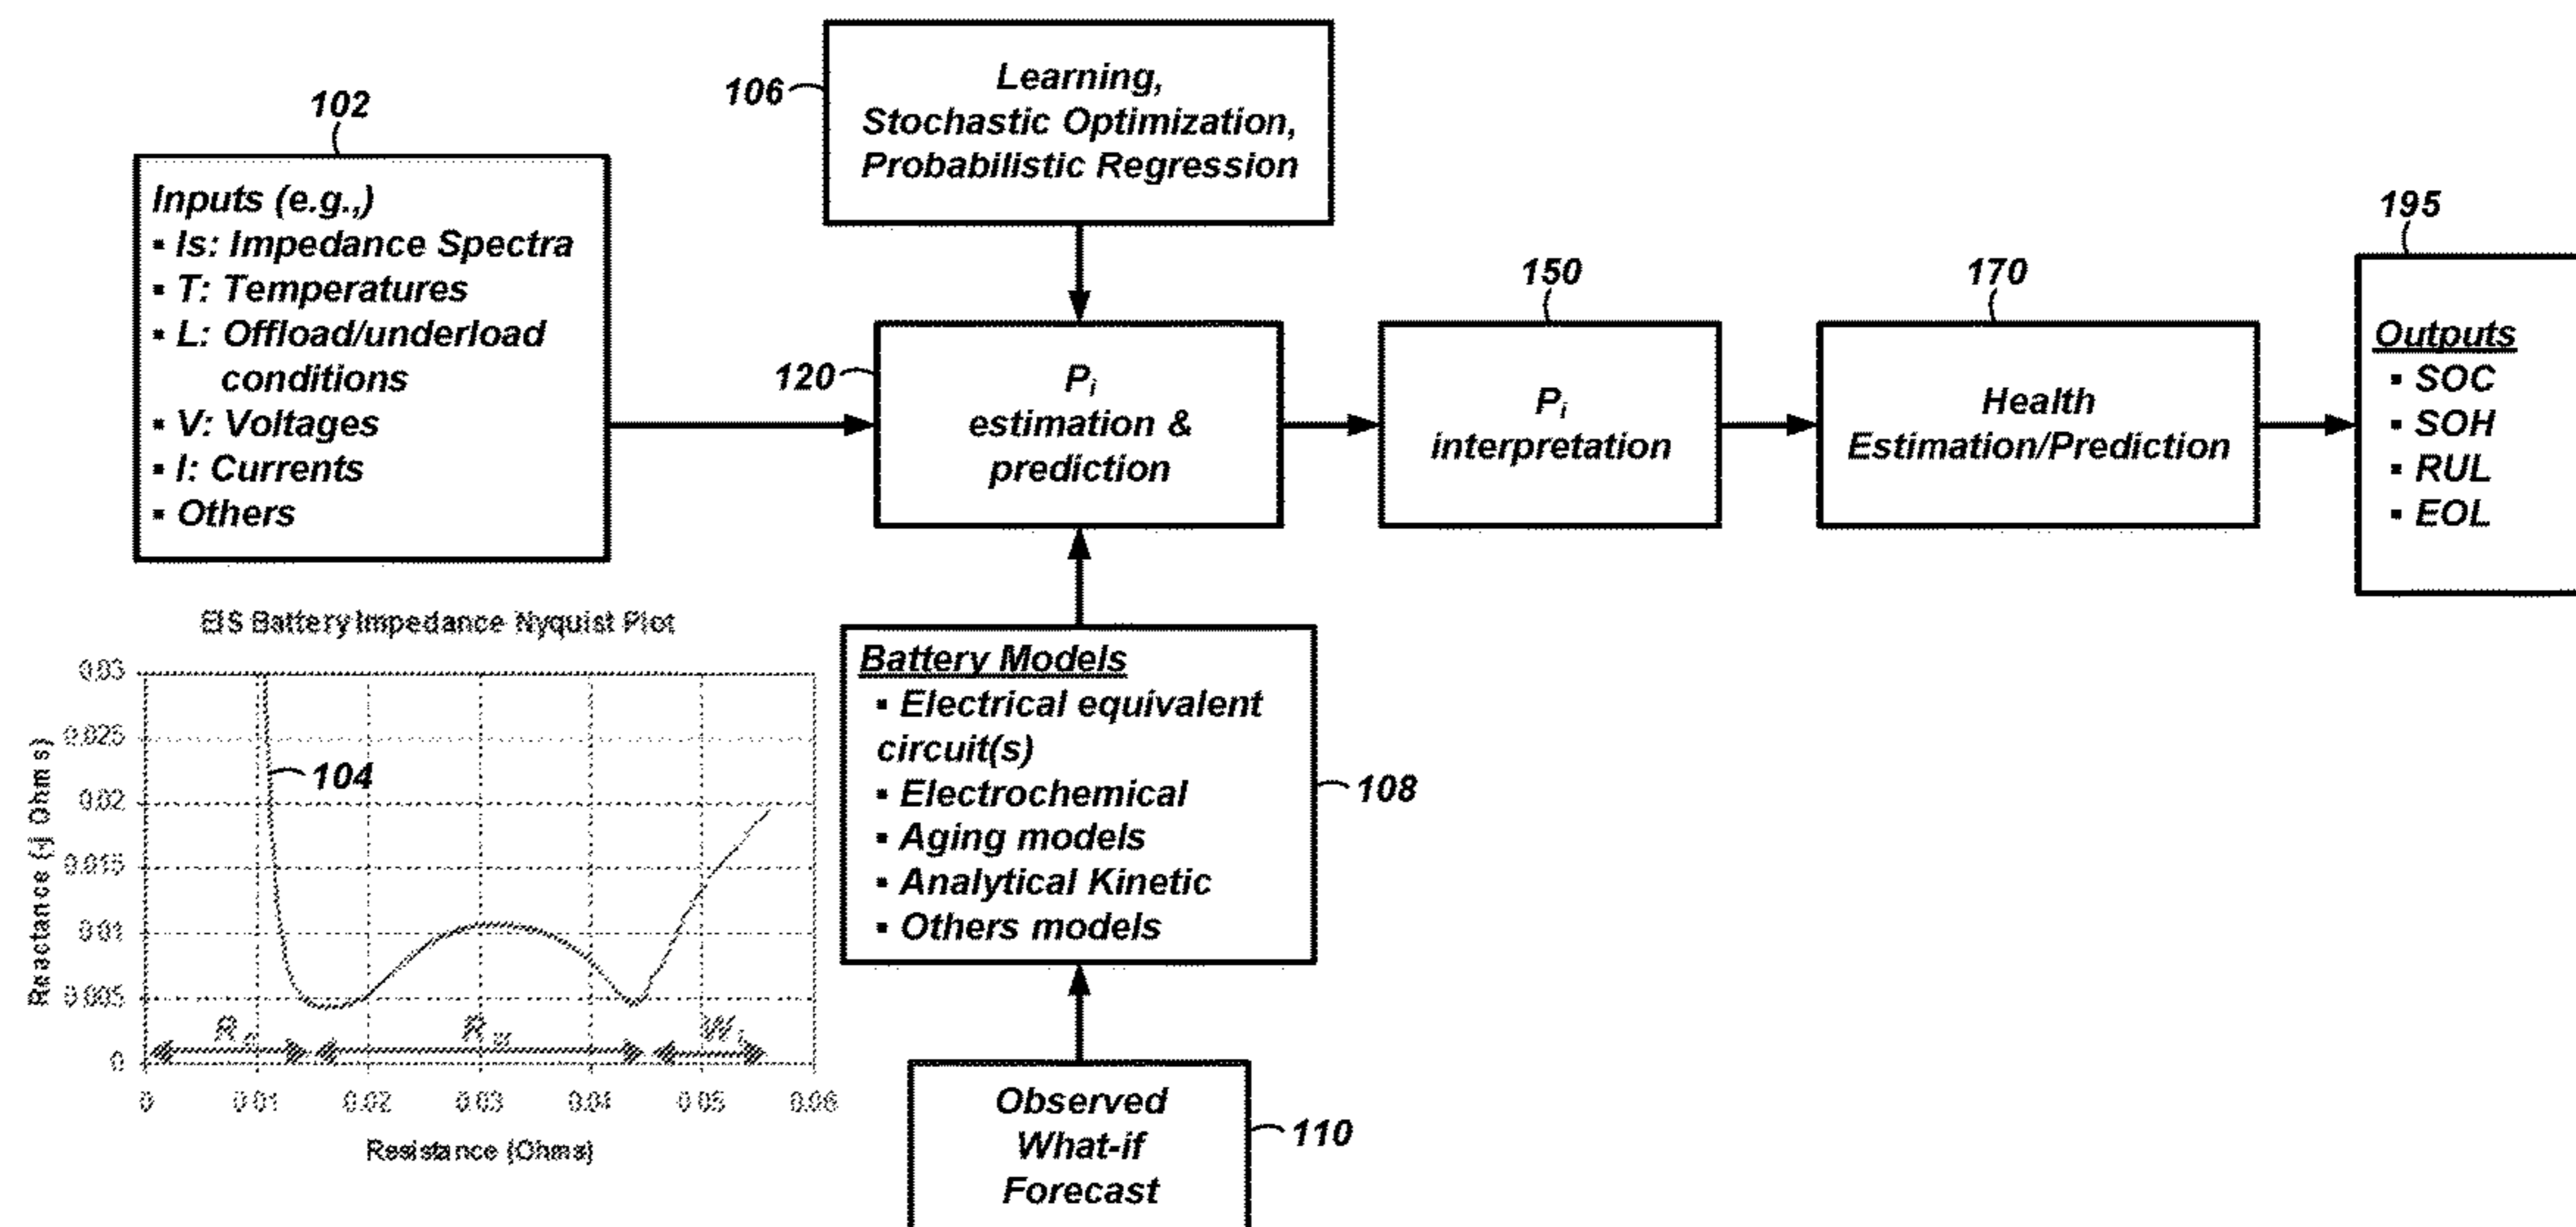 106
Learning,
Stochastic Optimization,
Probabilistic Regression
102
Inputs (e.g.,)
▪ Is: Impedance Spectra
▪ T: Temperatures
▪ L: Offload/underload
conditions
▪ V: Voltages
▪ I: Currents
▪ Others
120
Pi
estimation &
prediction
150
Pi
interpretation
170
Health
Estimation/Prediction
195
Outputs
▪ SOC
▪ SOH
▪ RUL
▪ EOL
EIS Battery Impedance Nyquist Plot
Reactance (-j Ohms)
0.03
0.025
0.02
0.015
0.01
0.005
0
104
0 0.01 0.02 0.03 0.04 0.05 0.06
Resistance (Ohms)
Battery Models
▪ Electrical equivalent
circuit(s)
▪ Electrochemical
▪ Aging models
▪ Analytical Kinetic
▪ Others models
108
Observed
What-if
Forecast
110